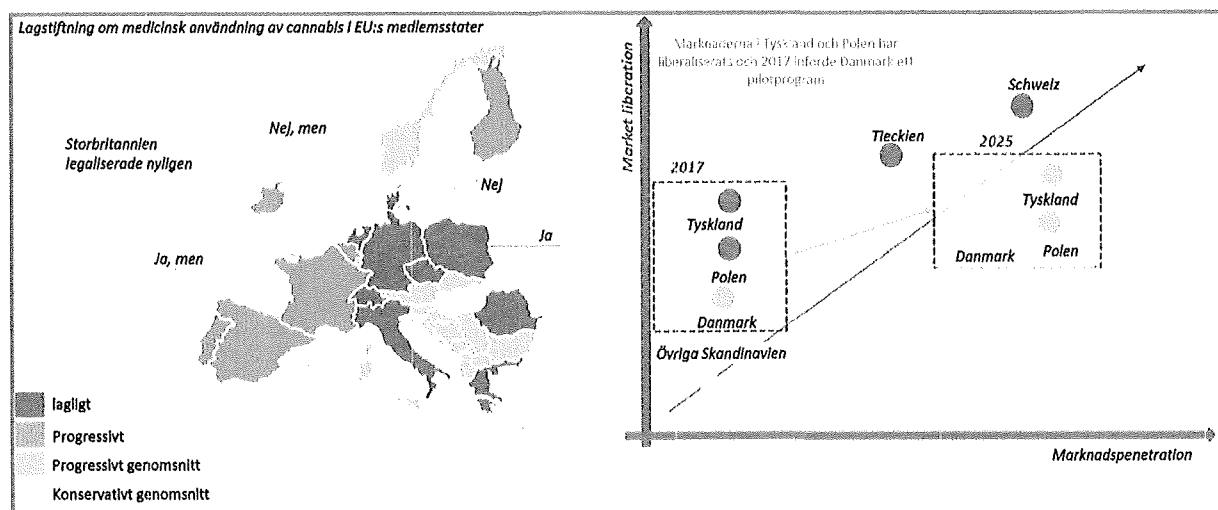 Lagstiftning om medicinsk användning av cannabis i EU:s medlemsstater
Storbritannien
legaliserade nyligen
Nej, men
Nej
Ja
Ja, men
lagligt
Progressivt
Progressivt genomsnitt
Konservativt genomsnitt
Market liberation
Marknaderna i Tyskland och Polen har
liberaliserats och 2017 införde Danmark ett
pilotprogram
Schweiz
Tieckien
2017
2025
Tyskland
Polen
Danmark
Övriga Skandinavien
Tyskland
Danmark
Polen
Marknadspenetration